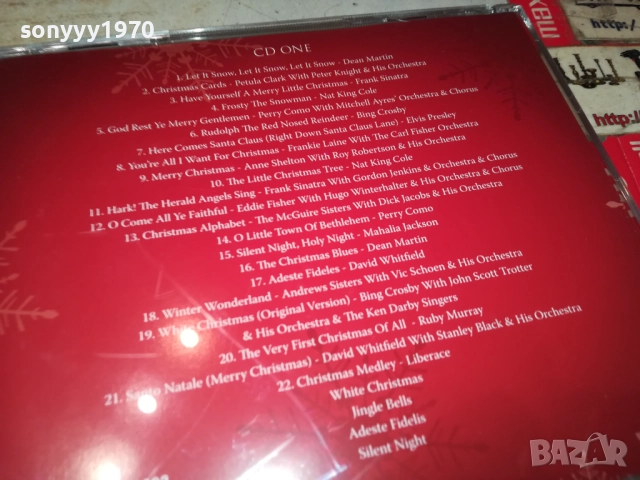 sonyyy1970
CD ONE
1. Let It Snow, Let It Snow, Let It Snow - Dean Martin
2. Christmas Cards - Petula Clark With Peter Knight & His Orchestra
3. Have Yourself A Merry Little Christmas - Frank Sinatra
4. Frosty The Snowman - Nat King Cole
5. God Rest Ye Merry Gentlemen - Perry Como With Mitchell Ayres' Orchestra & Chorus
6. Rudolph The Red Nosed Reindeer - Bing Crosby
7. Here Comes Santa Claus (Right Down Santa Claus Lane) - Elvis Presley
8. You're All I Want For Christmas - Frankie Laine With The Carl Fisher Orchestra
9. Merry Christmas - Anne Shelton With Roy Robertson & His Orchestra
10. The Little Christmas Tree - Nat King Cole
11. Hark! The Herald Angels Sing - Frank Sinatra With Gordon Jenkins & Orchestra & Chorus
12. O Come All Ye Faithful - Eddie Fisher With Hugo Winterhalter & His Orchestra & Chorus
13. Christmas Alphabet - The McGuire Sisters With Dick Jacobs & His Orchestra
14. O Little Town Of Bethlehem - Perry Como
15. Silent Night, Holy Night - Mahalia Jackson
16. The Christmas Blues - Dean Martin
17. Adeste Fideles - David Whitfield
18. Winter Wonderland - Andrews Sisters With Vic Schoen & His Orchestra
19. White Christmas (Original Version) - Bing Crosby With John Scott Trotter
& His Orchestra & The Ken Darby Singers
20. The Very First Christmas Of All - Ruby Murray
21. Santo Natale (Merry Christmas) - David Whitfield With Stanley Black & His Orchestra
22. Christmas Medley - Liberace
White Christmas
Jingle Bells
Adeste Fidelis
Silent Night
http:
http:/
BAZAR
bg